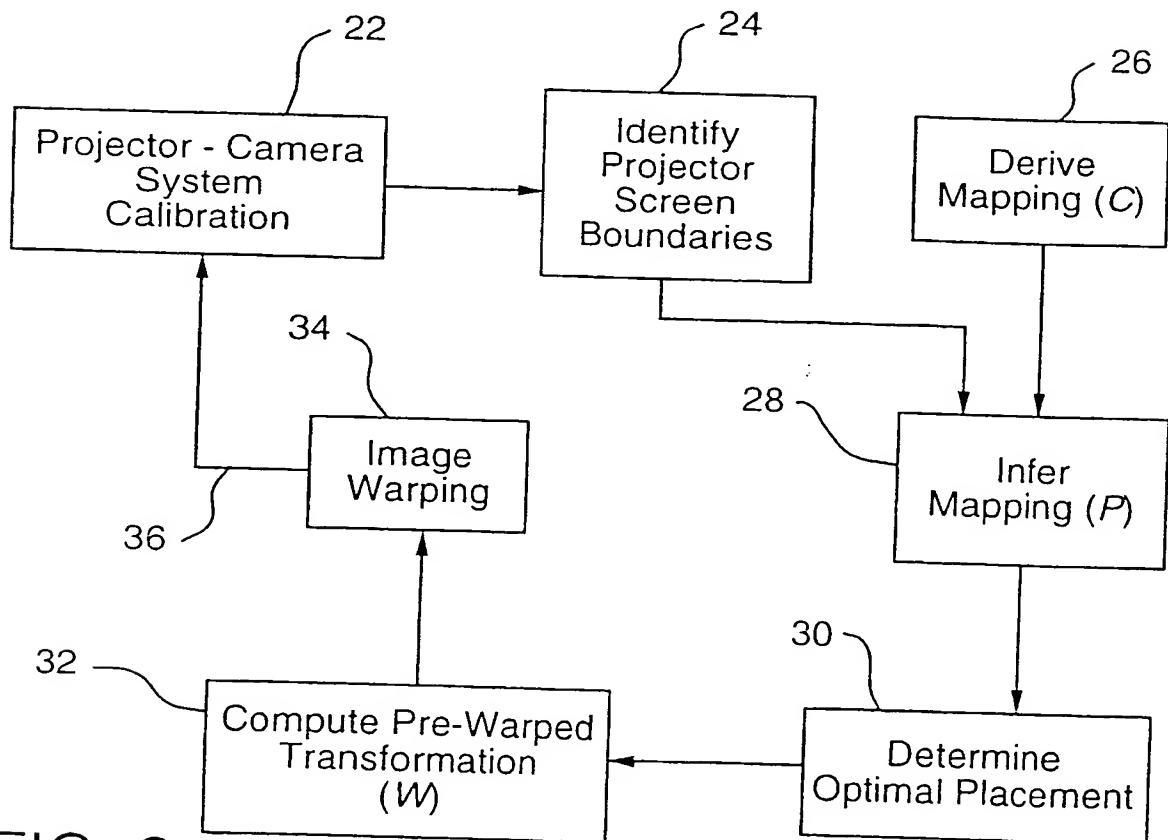 22
24
26
Projector - Camera
System
Calibration
Identify
Projector
Screen
Boundaries
Derive
Mapping (C)
34
28
Image
Warping
Infer
Mapping (P)
36
30
32
Compute Pre-Warped
Transformation
(W)
Determine
Optimal Placement